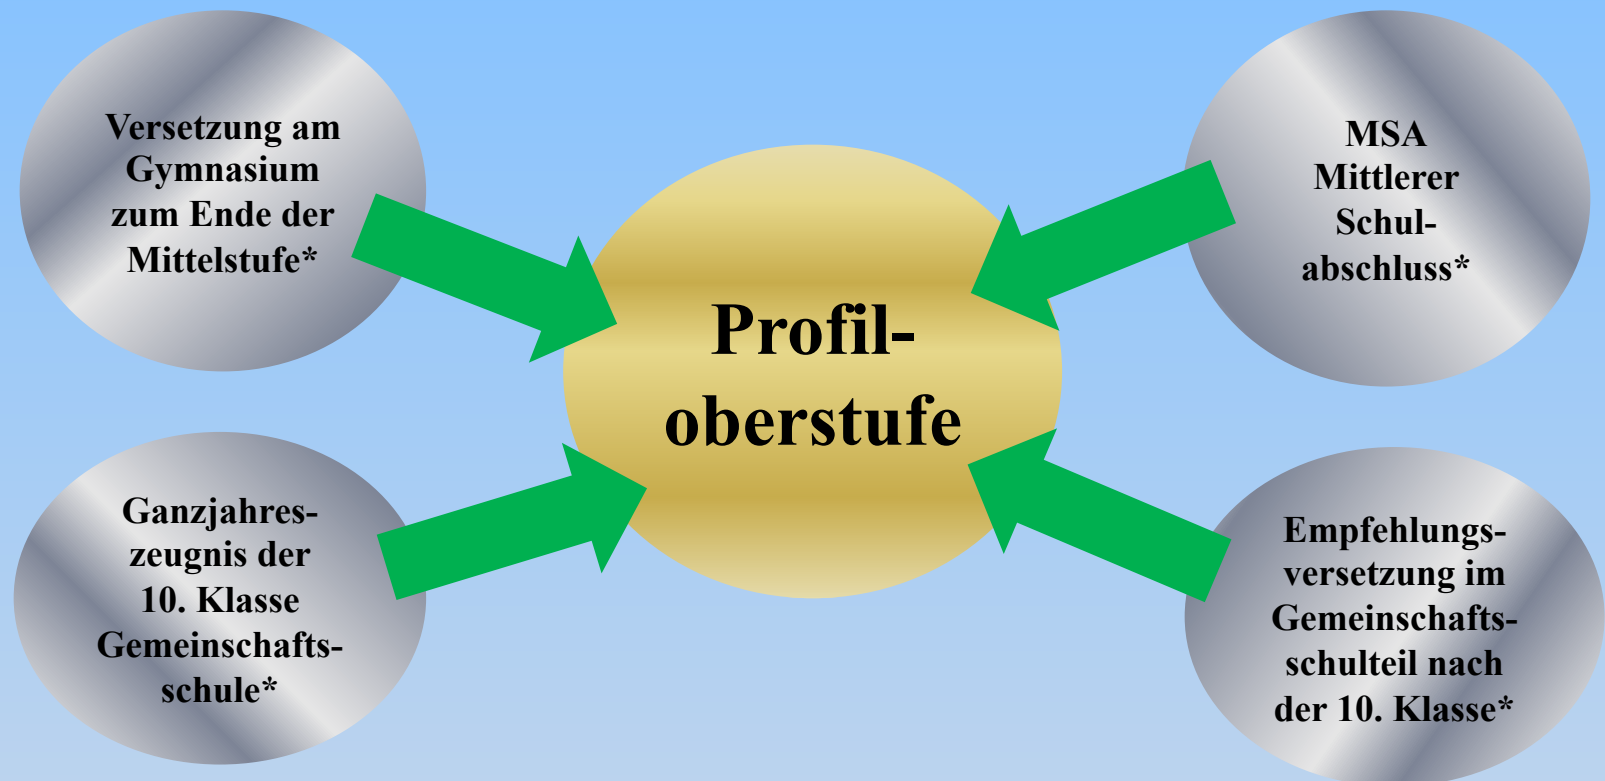 Versetzung am
Gymnasium
zum Ende der
Mittelstufe*
MSA
Mittlerer
Schul-
abschluss*
Profil-
oberstufe
Ganzjahres-
zeugnis der
10. Klasse
Gemeinschafts-
schule*
Empfehlungs-
versetzung im
Gemeinschafts-
schulteil nach
der 10. Klasse*